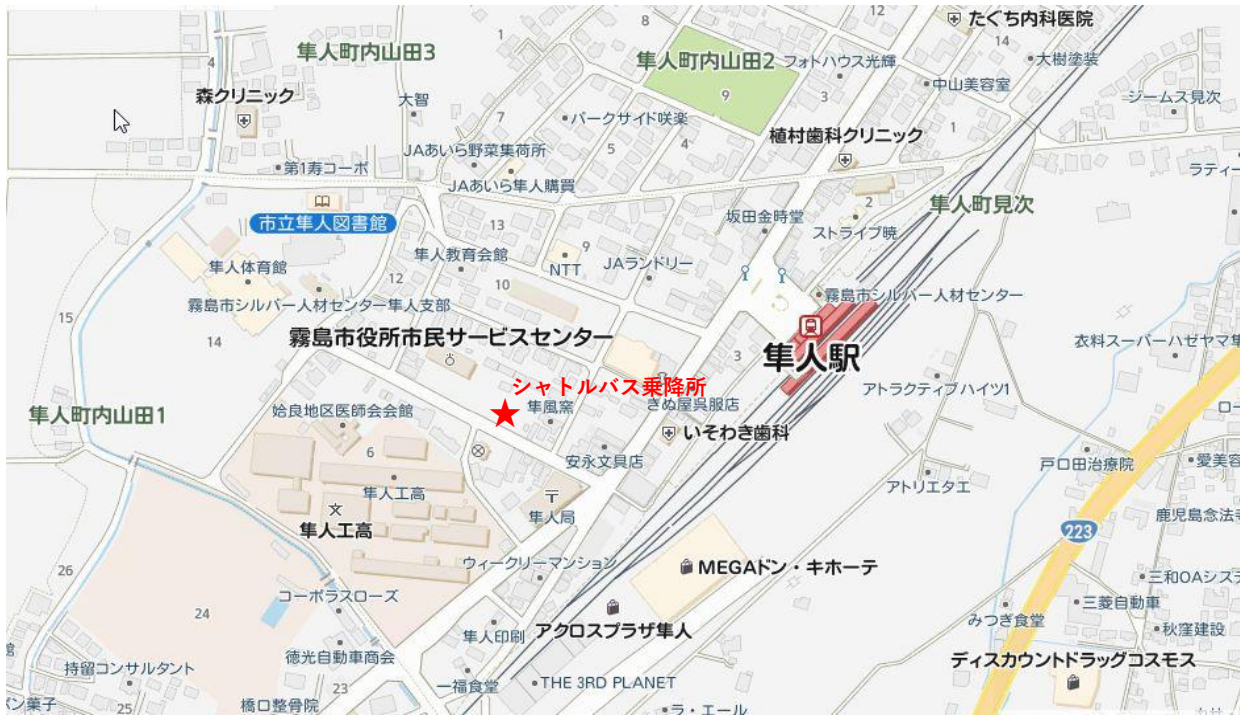 たぐち内科医院
12
8
隼人町内山田3
1
隼人町内山田2
フォトハウス光輝
14
大樹塗装
4
中山美容室
森クリニック
大智
9
3
ジームス見次
7
パークサイド咲楽
植村歯科クリニック
1
JAあいら野菜集荷所
5
4
第1寿コーポ
JAあいら隼人購買
ラティー
2
隼人町見次
市立隼人図書館
13
坂田金時堂
ストライプ暁
隼人教育会館
9
隼人体育館
NTT
JAランドリー
12
10
霧島市シルバー人材センター隼人支部
霧島市シルバー人材センター
15
14
霧島市役所市民サービスセンター
3
隼人駅
衣料スーパーハゼヤマ隼
シャトルバス乗降所
アトラクティブハイツ1
隼人町内山田1
姶良地区医師会会館
隼風窯
きぬ屋呉服店
いそわき歯科
6
安永文具店
戸口田治療院
愛美容
隼人工高
アトリエタエ
隼人局
鹿児島念法寺
隼人工高
223
ウィークリーマンション
MEGAドン・キホーテ
26
三和OAシステ
コーポラスローズ
三菱自動車
24
アクロスプラザ隼人
みつぎ食堂
隼人印刷
秋窪建設
徳光自動車商会
持留コンサルタント
ディスカウントドラッグコスモス
23
一福食堂
THE 3RD PLANET
パン菓子
25
橋口整骨院
ラ・エール